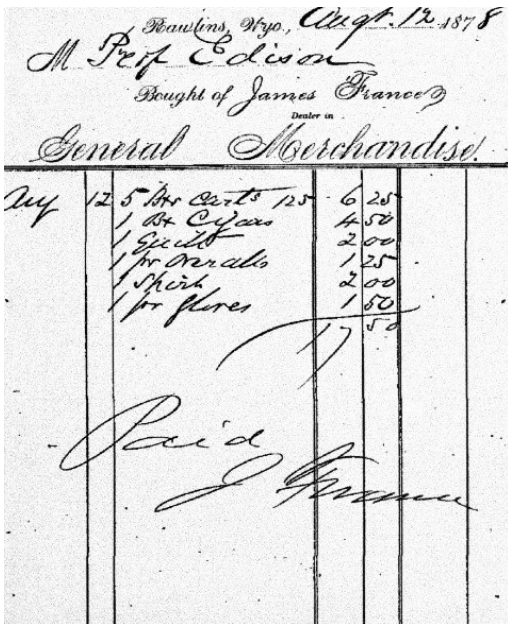 Rawlins, Wyo., Augt. 12 1878
M Prof Edison
Bought of James France
Dealer in
General Merchandise.
Aug 12 5 Bxs Carts 125 6 25
1 Bx Cigars 4 50
1 Quilt 2 00
1 pr Overalls 1 25
1 Shirt 2 00
1 pr Gloves 1 50
17 50
Paid
J France